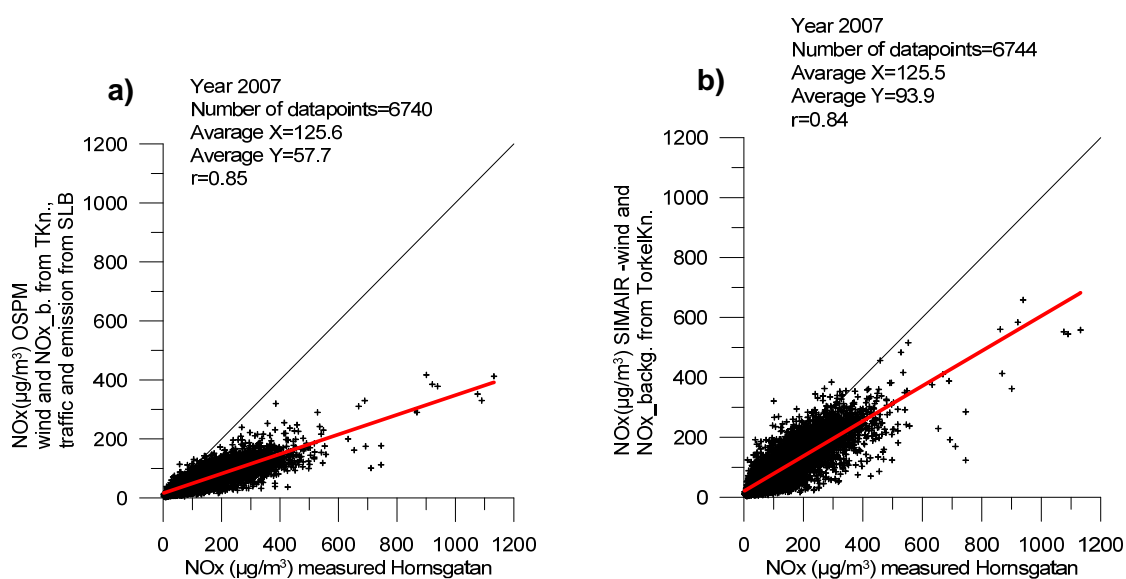 a)
Year 2007
Number of datapoints=6740
Avarage X=125.6
Average Y=57.7
r=0.85
1200
1000
800
600
400
200
0
NOx(µg/m³) OSPM
wind and NOx_b. from TKn.,
traffic and emission from SLB
0 200 400 600 800 1000 1200
NOx (µg/m³) measured Hornsgatan
b)
Year 2007
Number of datapoints=6744
Avarage X=125.5
Average Y=93.9
r=0.84
1200
1000
800
600
400
200
0
NOx(µg/m³) SIMAIR -wind and
NOx_backg. from TorkelKn.
0 200 400 600 800 1000 1200
NOx (µg/m³) measured Hornsgatan